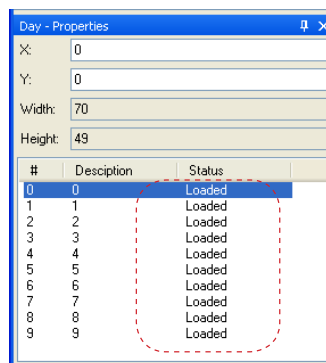 Day - Properties
X: 0
Y: 0
Width: 70
Height: 49
# Desciption Status
0 0 Loaded
1 1 Loaded
2 2 Loaded
3 3 Loaded
4 4 Loaded
5 5 Loaded
6 6 Loaded
7 7 Loaded
8 8 Loaded
9 9 Loaded